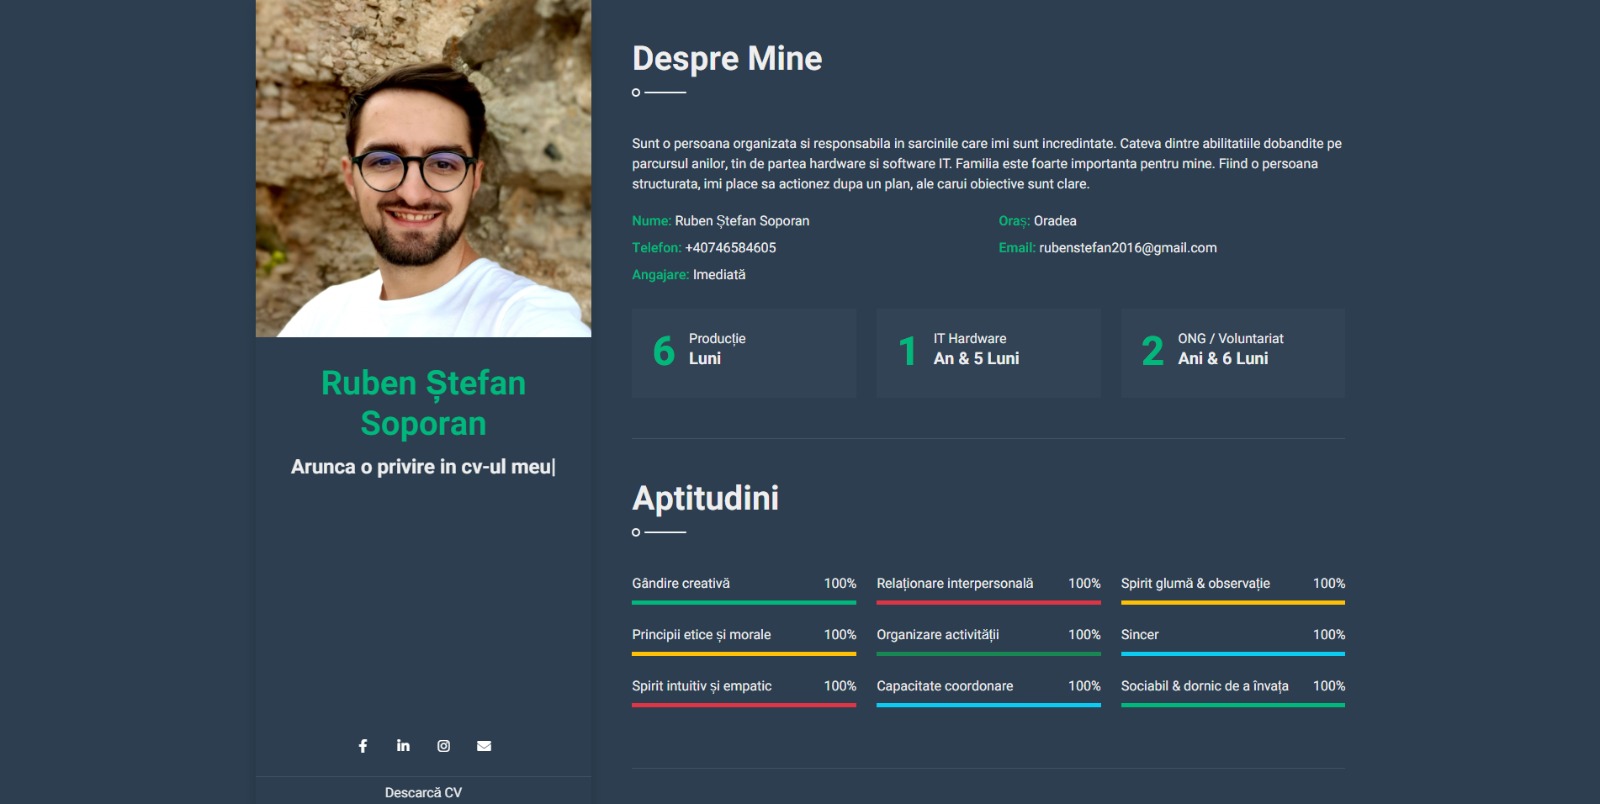 Ruben Ștefan
Soporan
Arunca o privire in cv-ul meu|
Descarcă CV
Despre Mine
Sunt o persoana organizata si responsabila in sarcinile care imi sunt incredintate. Cateva dintre abilitatiile dobandite pe
parcursul anilor, tin de partea hardware si software IT. Familia este foarte importanta pentru mine. Fiind o persoana
structurata, imi place sa actionez dupa un plan, ale carui obiective sunt clare.
Nume: Ruben Ștefan Soporan
Oraș: Oradea
Telefon: +40746584605
Email: rubenstefan2016@gmail.com
Angajare: Imediată
6 Producție
Luni
1 IT Hardware
An & 5 Luni
2 ONG / Voluntariat
Ani & 6 Luni
Aptitudini
Gândire creativă 100%
Relaționare interpersonală 100%
Spirit glumă & observație 100%
Principii etice și morale 100%
Organizare activității 100%
Sincer 100%
Spirit intuitiv și empatic 100%
Capacitate coordonare 100%
Sociabil & dornic de a învața 100%